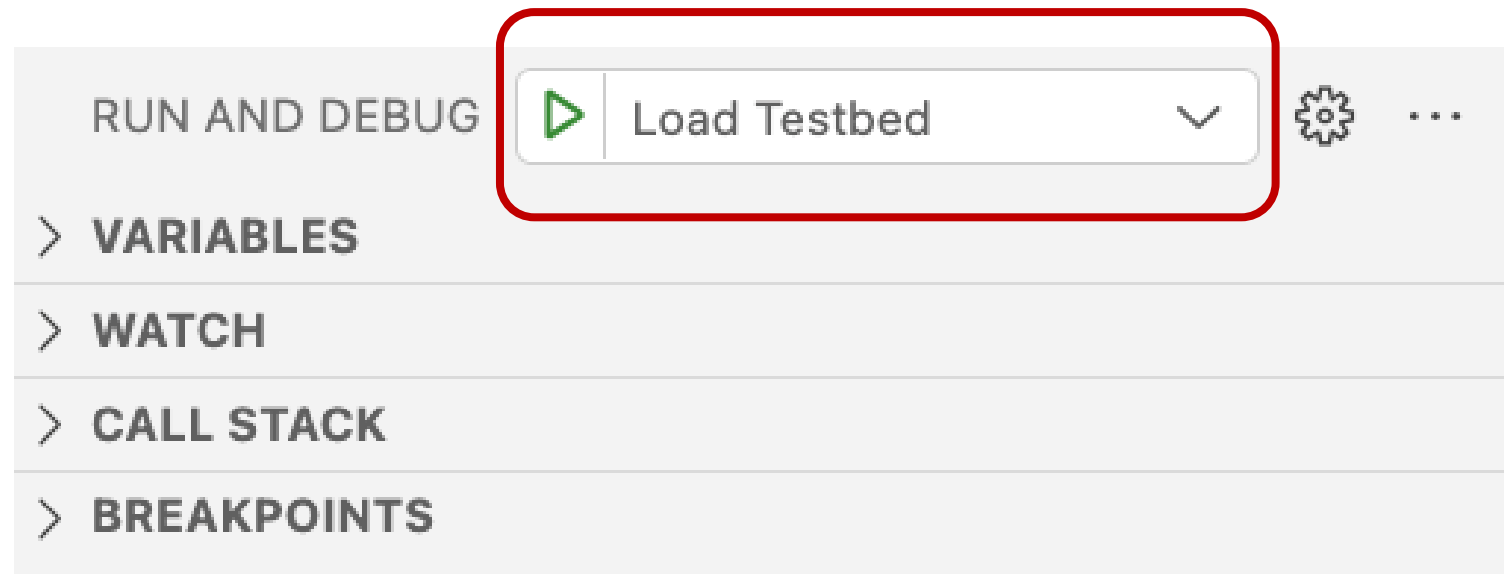 RUN AND DEBUG Load Testbed
VARIABLES
WATCH
CALL STACK
BREAKPOINTS